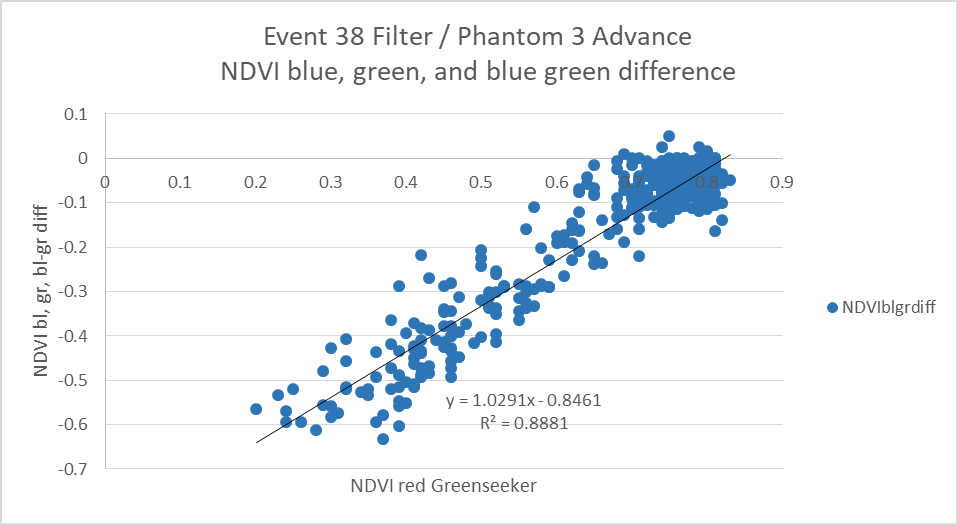 Event 38 Filter / Phantom 3 Advance
NDVI blue, green, and blue green difference
0.1
0
-0.1
-0.2
-0.3
-0.4
-0.5
-0.6
-0.7
0 0.1 0.2 0.3 0.4 0.5 0.6 0.7 0.8 0.9
NDVI bl, gr, bl-gr diff
NDVIblgrdiff
y = 1.0291x - 0.8461
R² = 0.8881
NDVI red Greenseeker